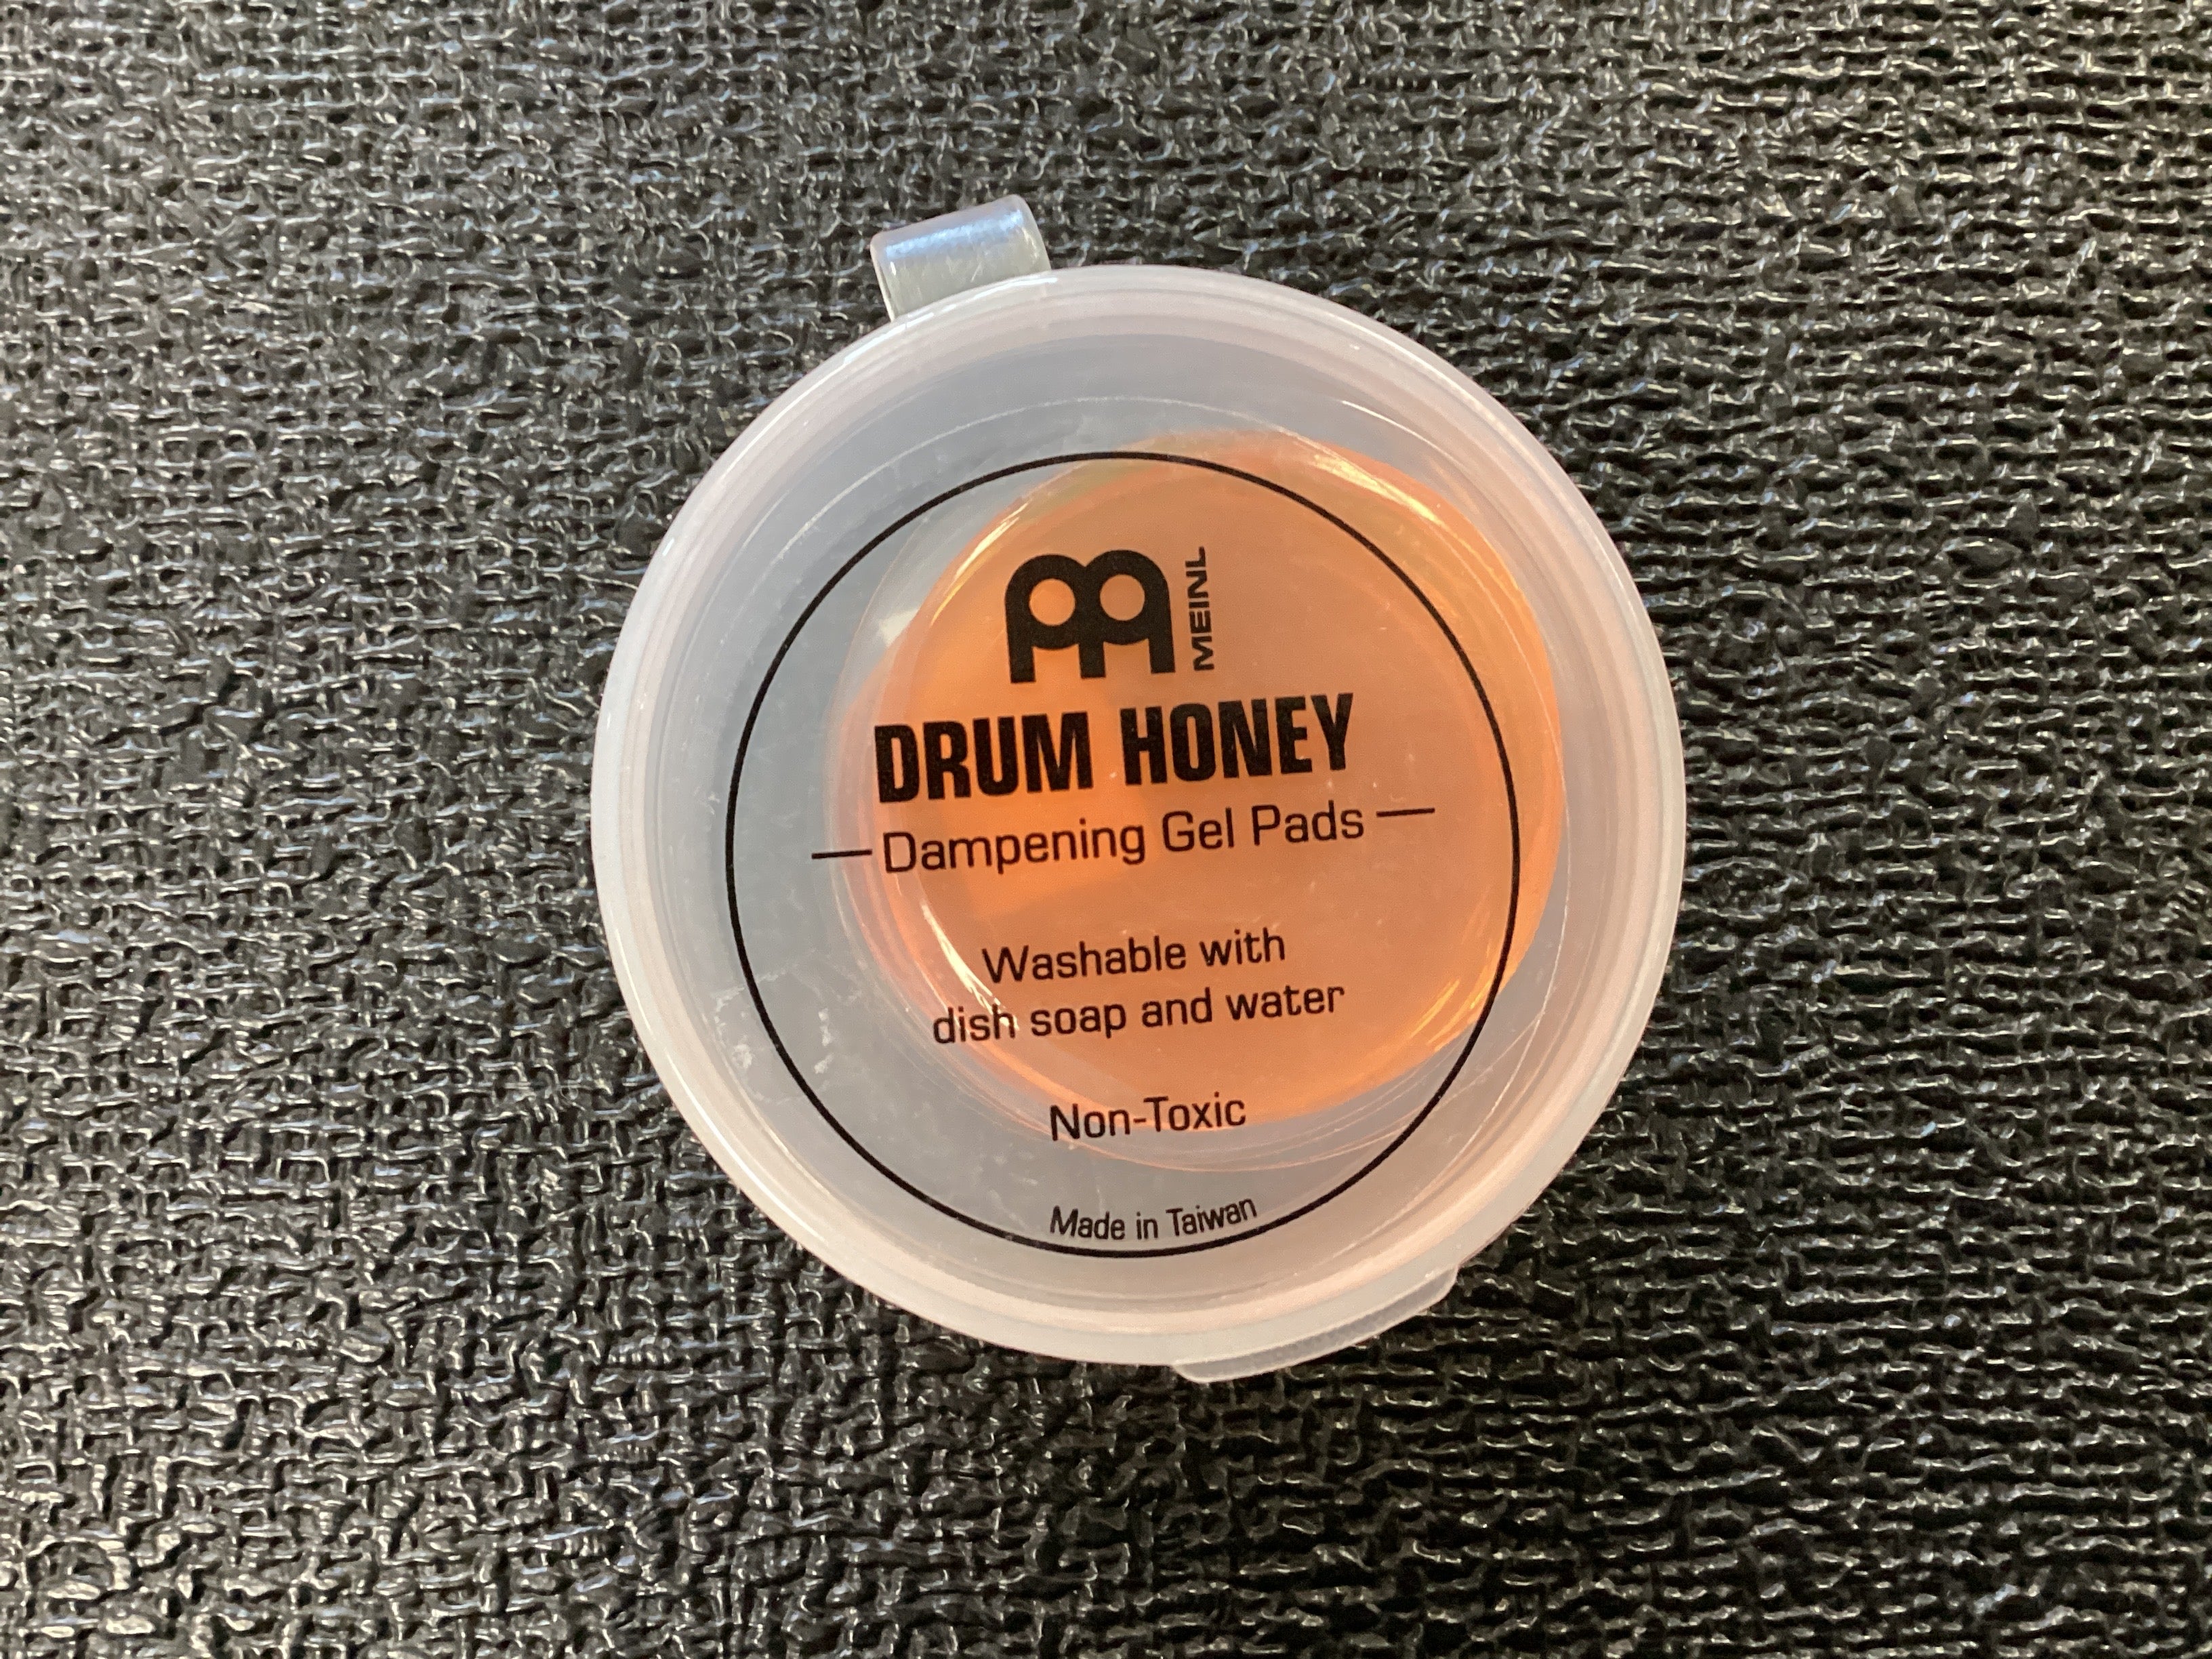 MEINL
DRUM HONEY
Dampening Gel Pads
Washable with
dish soap and water
Non-Toxic
Made in Taiwan